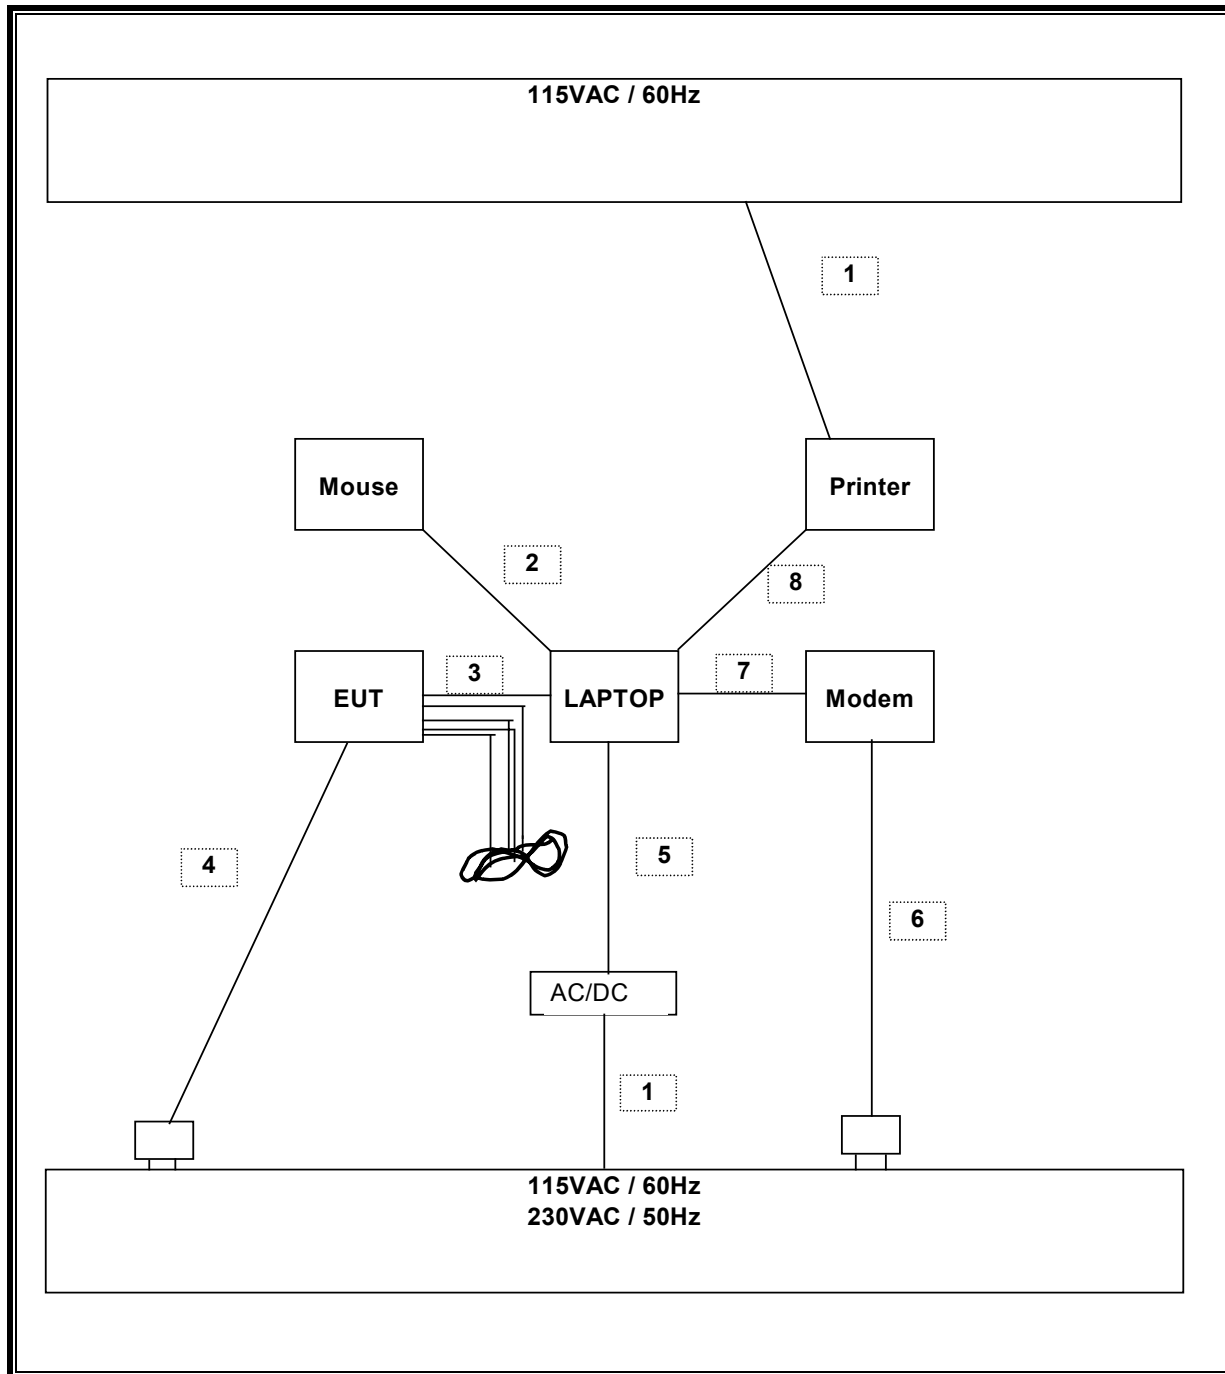 115VAC / 60Hz
1
Mouse
Printer
2
8
3
7
EUT
LAPTOP
Modem
4
5
6
AC/DC
1
115VAC / 60Hz
230VAC / 50Hz